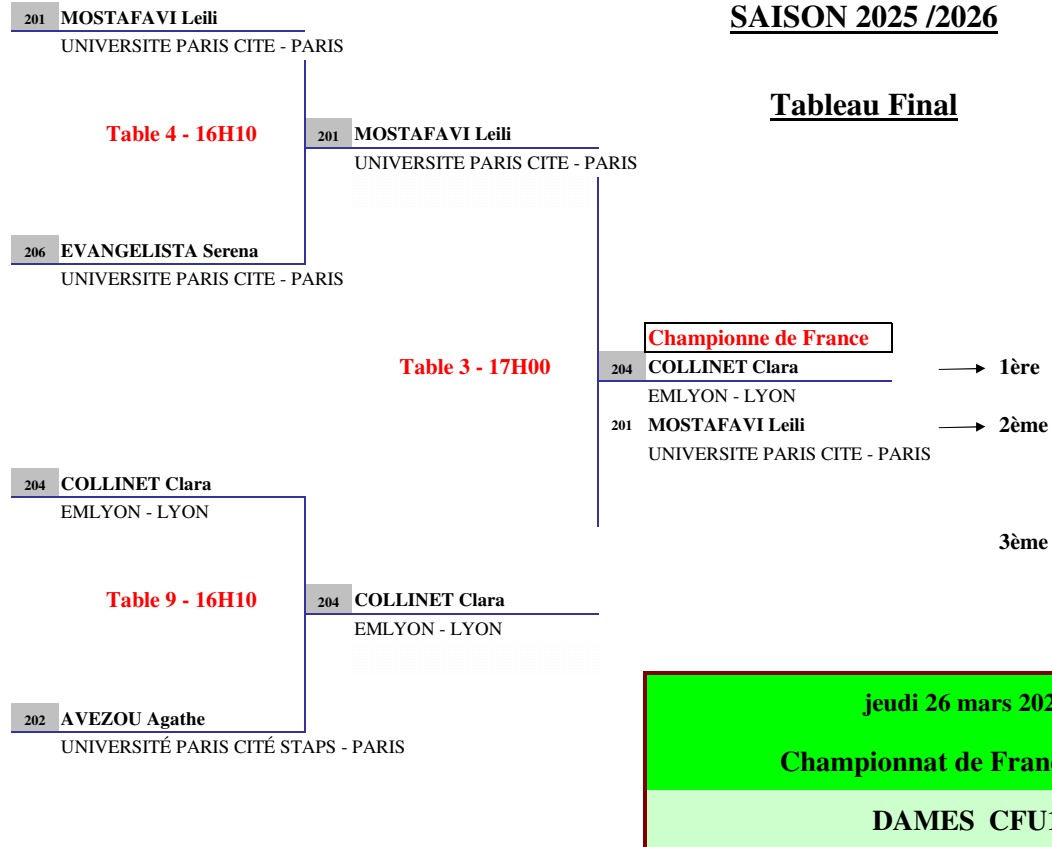 201 MOSTAFAVI Leili
UNIVERSITE PARIS CITE - PARIS
SAISON 2025 /2026
Tableau Final
Table 4 - 16H10
201 MOSTAFAVI Leili
UNIVERSITE PARIS CITE - PARIS
206 EVANGELISTA Serena
UNIVERSITE PARIS CITE - PARIS
Championne de France
Table 3 - 17H00
204 COLLINET Clara 1ère
EMLYON - LYON
201 MOSTAFAVI Leili 2ème
UNIVERSITE PARIS CITE - PARIS
204 COLLINET Clara
EMLYON - LYON
3ème
Table 9 - 16H10
204 COLLINET Clara
EMLYON - LYON
202 AVEZOU Agathe
UNIVERSITÉ PARIS CITÉ STAPS - PARIS
jeudi 26 mars 202
Championnat de Franc
DAMES CFU